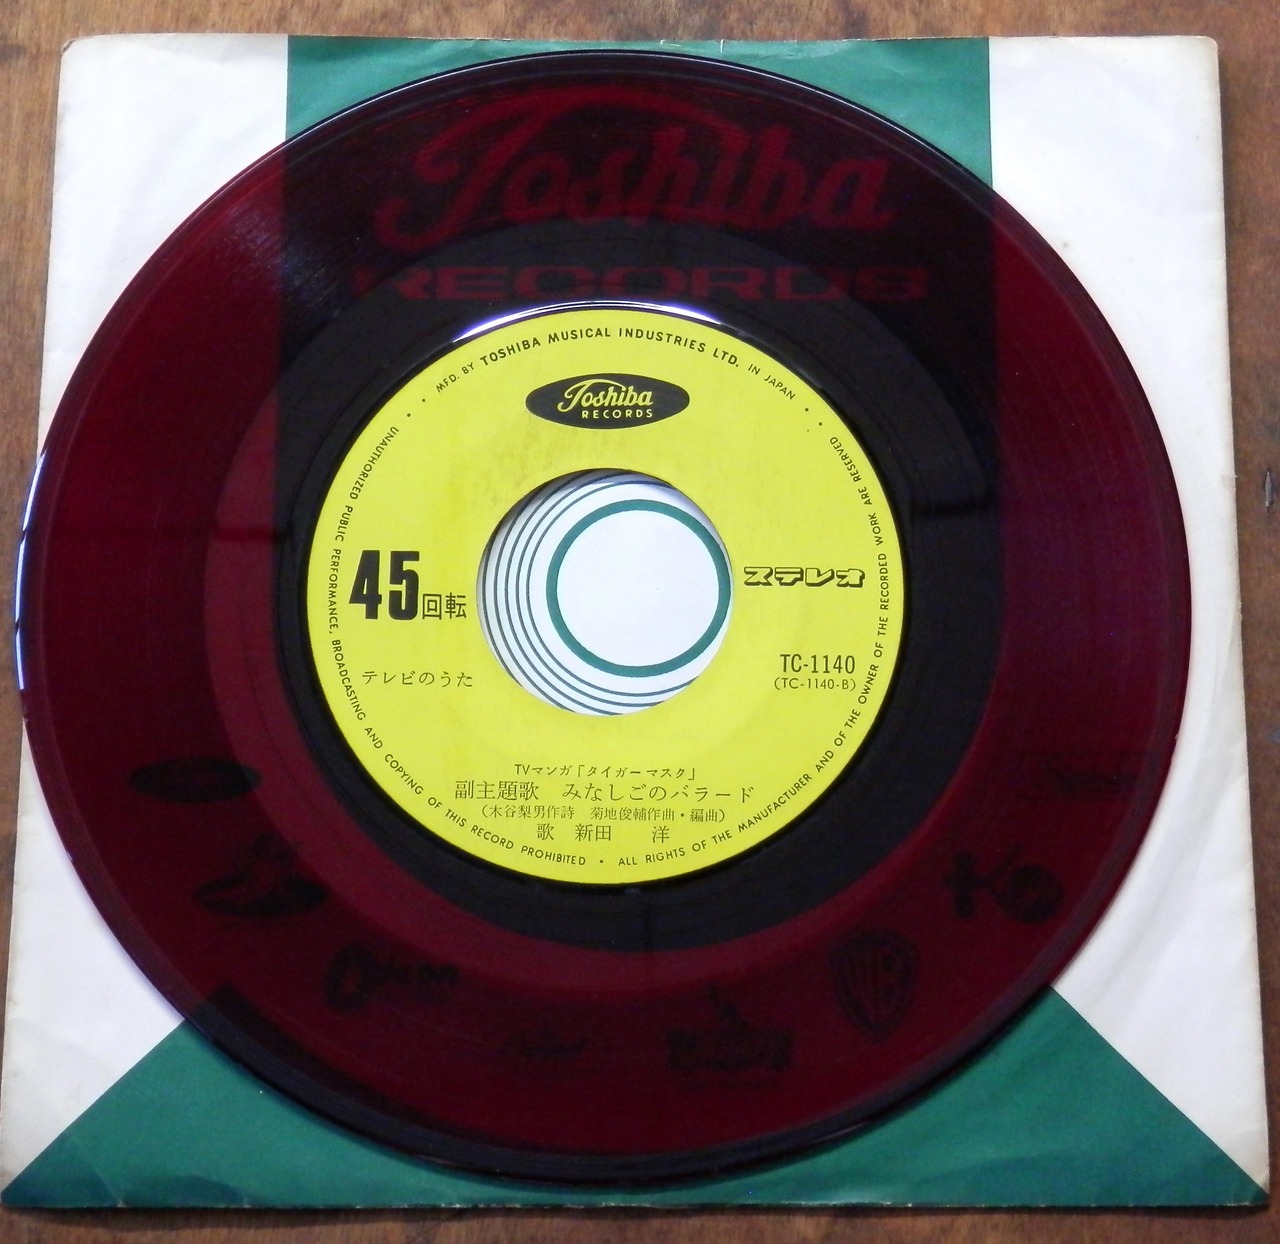 Toshiba
RECORDS
MFD. BY TOSHIBA MUSICAL INDUSTRIES LTD. IN JAPAN
Toshiba
RECORDS
45回転
ステレオ
テレビのうた
TC-1140
(TC-1140-B)
TVマンガ「タイガーマスク」
副主題歌 みなしごのバラード
(木谷梨男作詩 菊地俊輔作曲・編曲)
歌 新田 洋
UNAUTHORIZED PUBLIC PERFORMANCE, BROADCASTING AND COPYING OF THIS RECORD PROHIBITED • ALL RIGHTS OF THE MANUFACTURER AND OF THE OWNER OF THE RECORDED WORK ARE RESERVED
WB